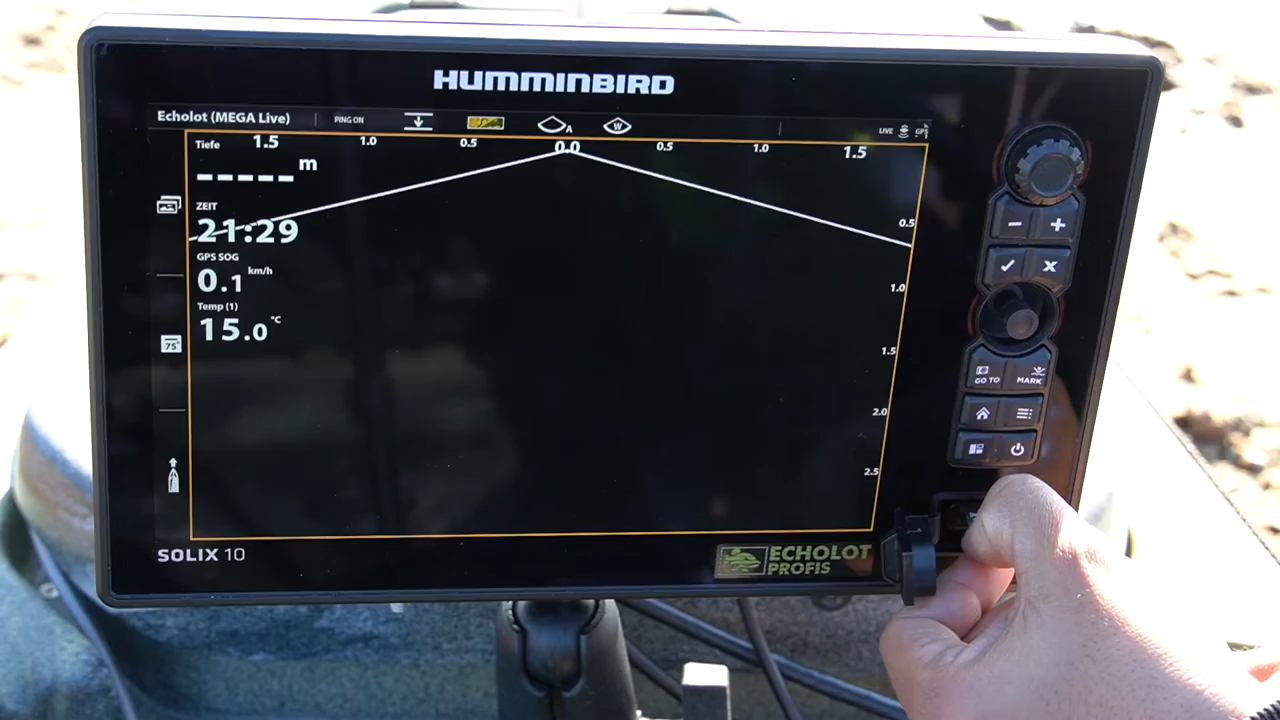 HUMMINBIRD
Echolot (MEGA Live)
PING ON
A
W
LIVE
GPS
Tiefe
1.5
1.0
0.5
0.0
0.5
1.0
1.5
-----m
ZEIT
21:29
GPS SOG
0.1 km/h
Temp (1)
15.0 °C
0.5
1.0
1.5
2.0
2.5
75°
GO TO
MARK
SOLIX 10
ECHOLOT
PROFIS